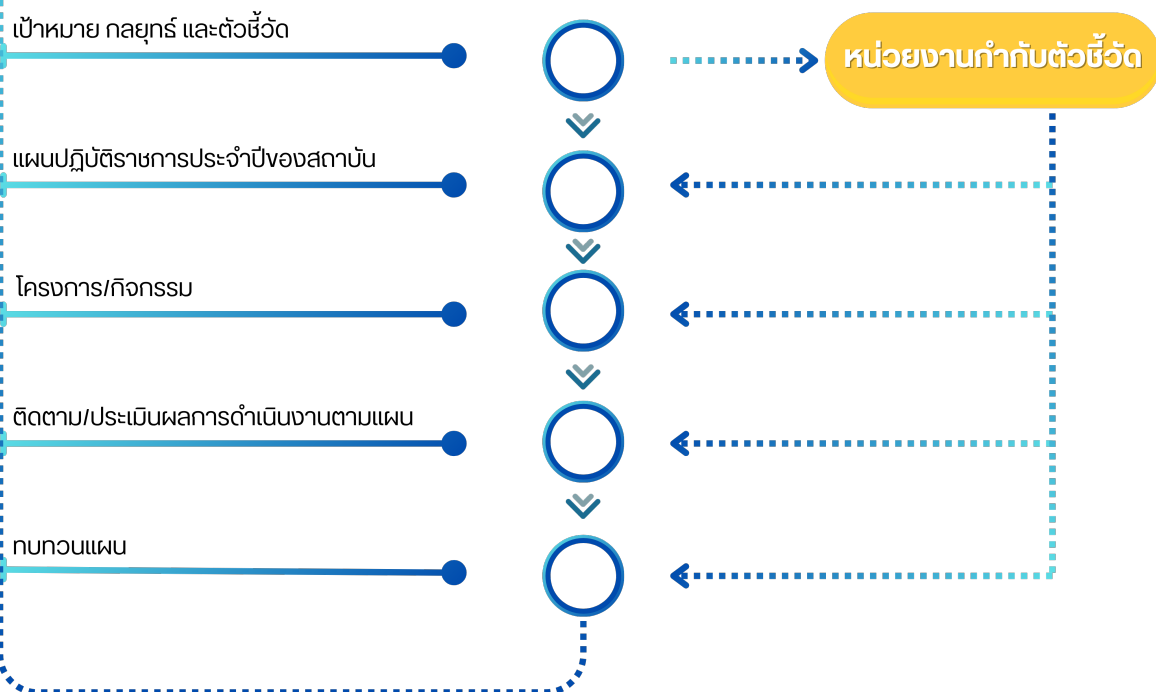 เป้าหมาย กลยุทธ์ และตัวชี้วัด
หน่วยงานกำกับตัวชี้วัด
แผนปฏิบัติราชการประจำปีของสถาบัน
โครงการ/กิจกรรม
ติดตาม/ประเมินผลการดำเนินงานตามแผน
ทบทวนแผน